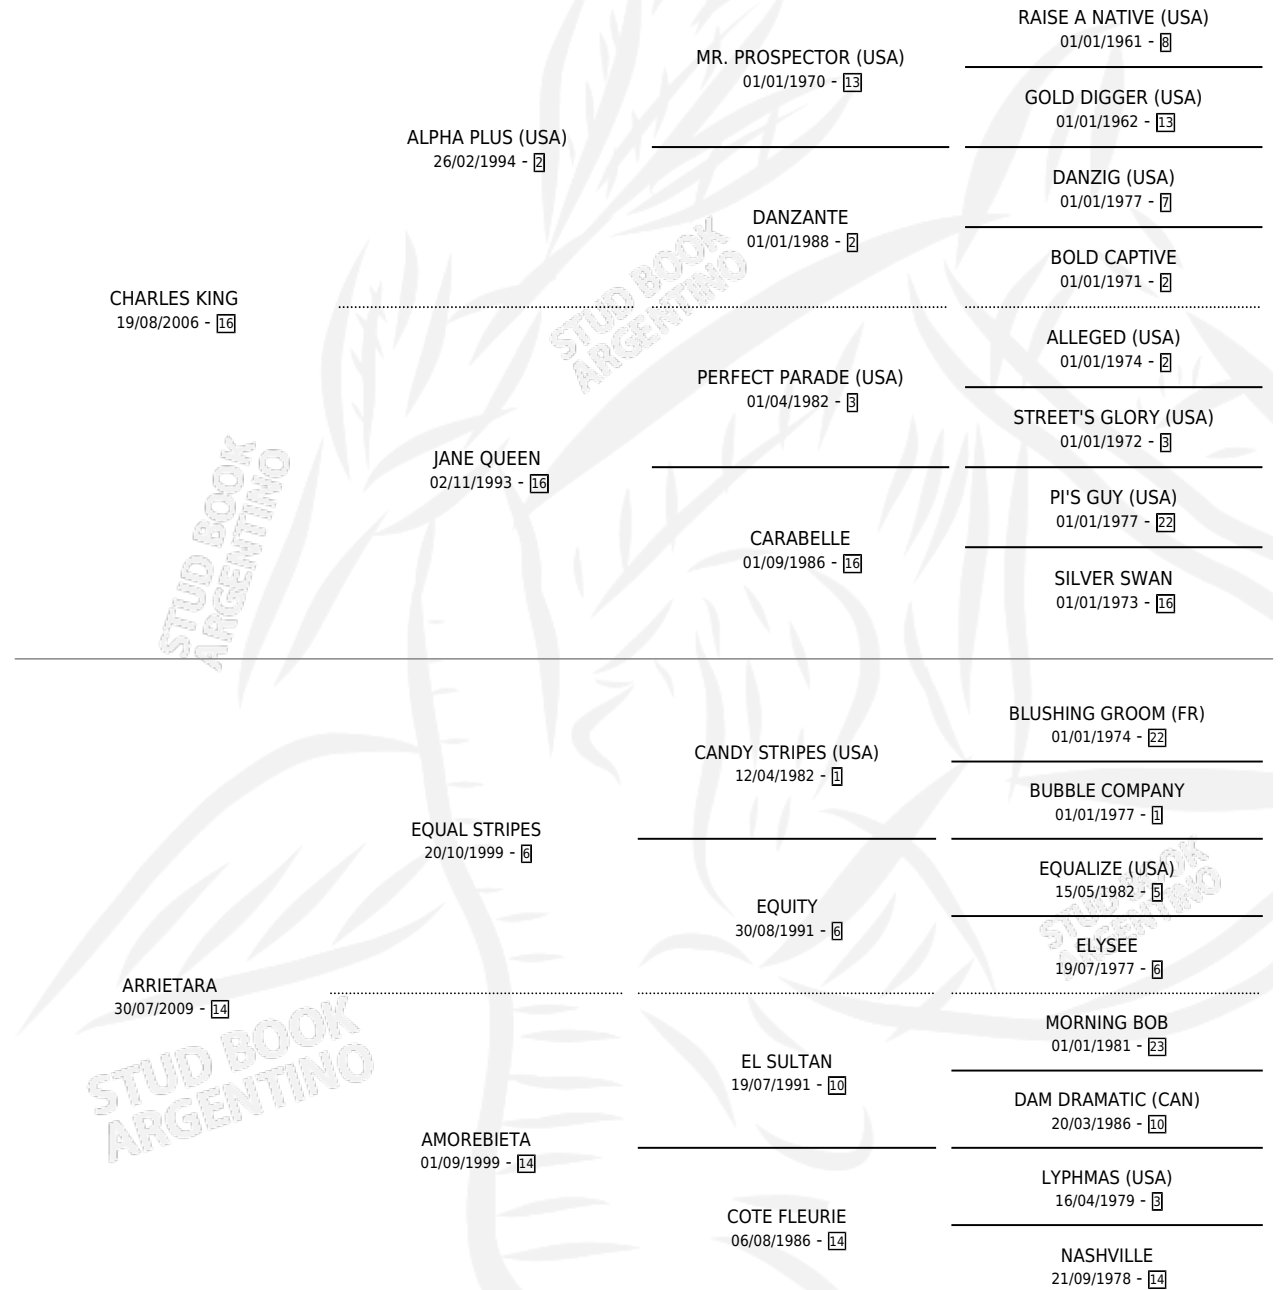 RAISE A NATIVE (USA)
01/01/1961 - 8
MR. PROSPECTOR (USA)
01/01/1970 - 13
GOLD DIGGER (USA)
01/01/1962 - 13
ALPHA PLUS (USA)
26/02/1994 - 2
DANZIG (USA)
01/01/1977 - 7
DANZANTE
01/01/1988 - 2
BOLD CAPTIVE
01/01/1971 - 2
CHARLES KING
19/08/2006 - 16
STUD BOOK
ARGENTINO
ALLEGED (USA)
01/01/1974 - 2
PERFECT PARADE (USA)
01/04/1982 - 3
STREET'S GLORY (USA)
01/01/1972 - 3
JANE QUEEN
02/11/1993 - 16
PI'S GUY (USA)
01/01/1977 - 22
CARABELLE
01/09/1986 - 16
SILVER SWAN
01/01/1973 - 16
STUD BOOK
ARGENTINO
BLUSHING GROOM (FR)
01/01/1974 - 22
CANDY STRIPES (USA)
12/04/1982 - 1
BUBBLE COMPANY
01/01/1977 - 1
EQUAL STRIPES
20/10/1999 - 6
EQUALIZE (USA)
15/05/1982 - 5
EQUITY
30/08/1991 - 6
STUD BOOK
ARGENTINO
ELYSEE
19/07/1977 - 6
ARRIETARA
30/07/2009 - 14
STUD BOOK
ARGENTINO
MORNING BOB
01/01/1981 - 23
EL SULTAN
19/07/1991 - 10
DAM DRAMATIC (CAN)
20/03/1986 - 10
AMOREBIETA
01/09/1999 - 14
LYPHMAS (USA)
16/04/1979 - 3
COTE FLEURIE
06/08/1986 - 14
NASHVILLE
21/09/1978 - 14